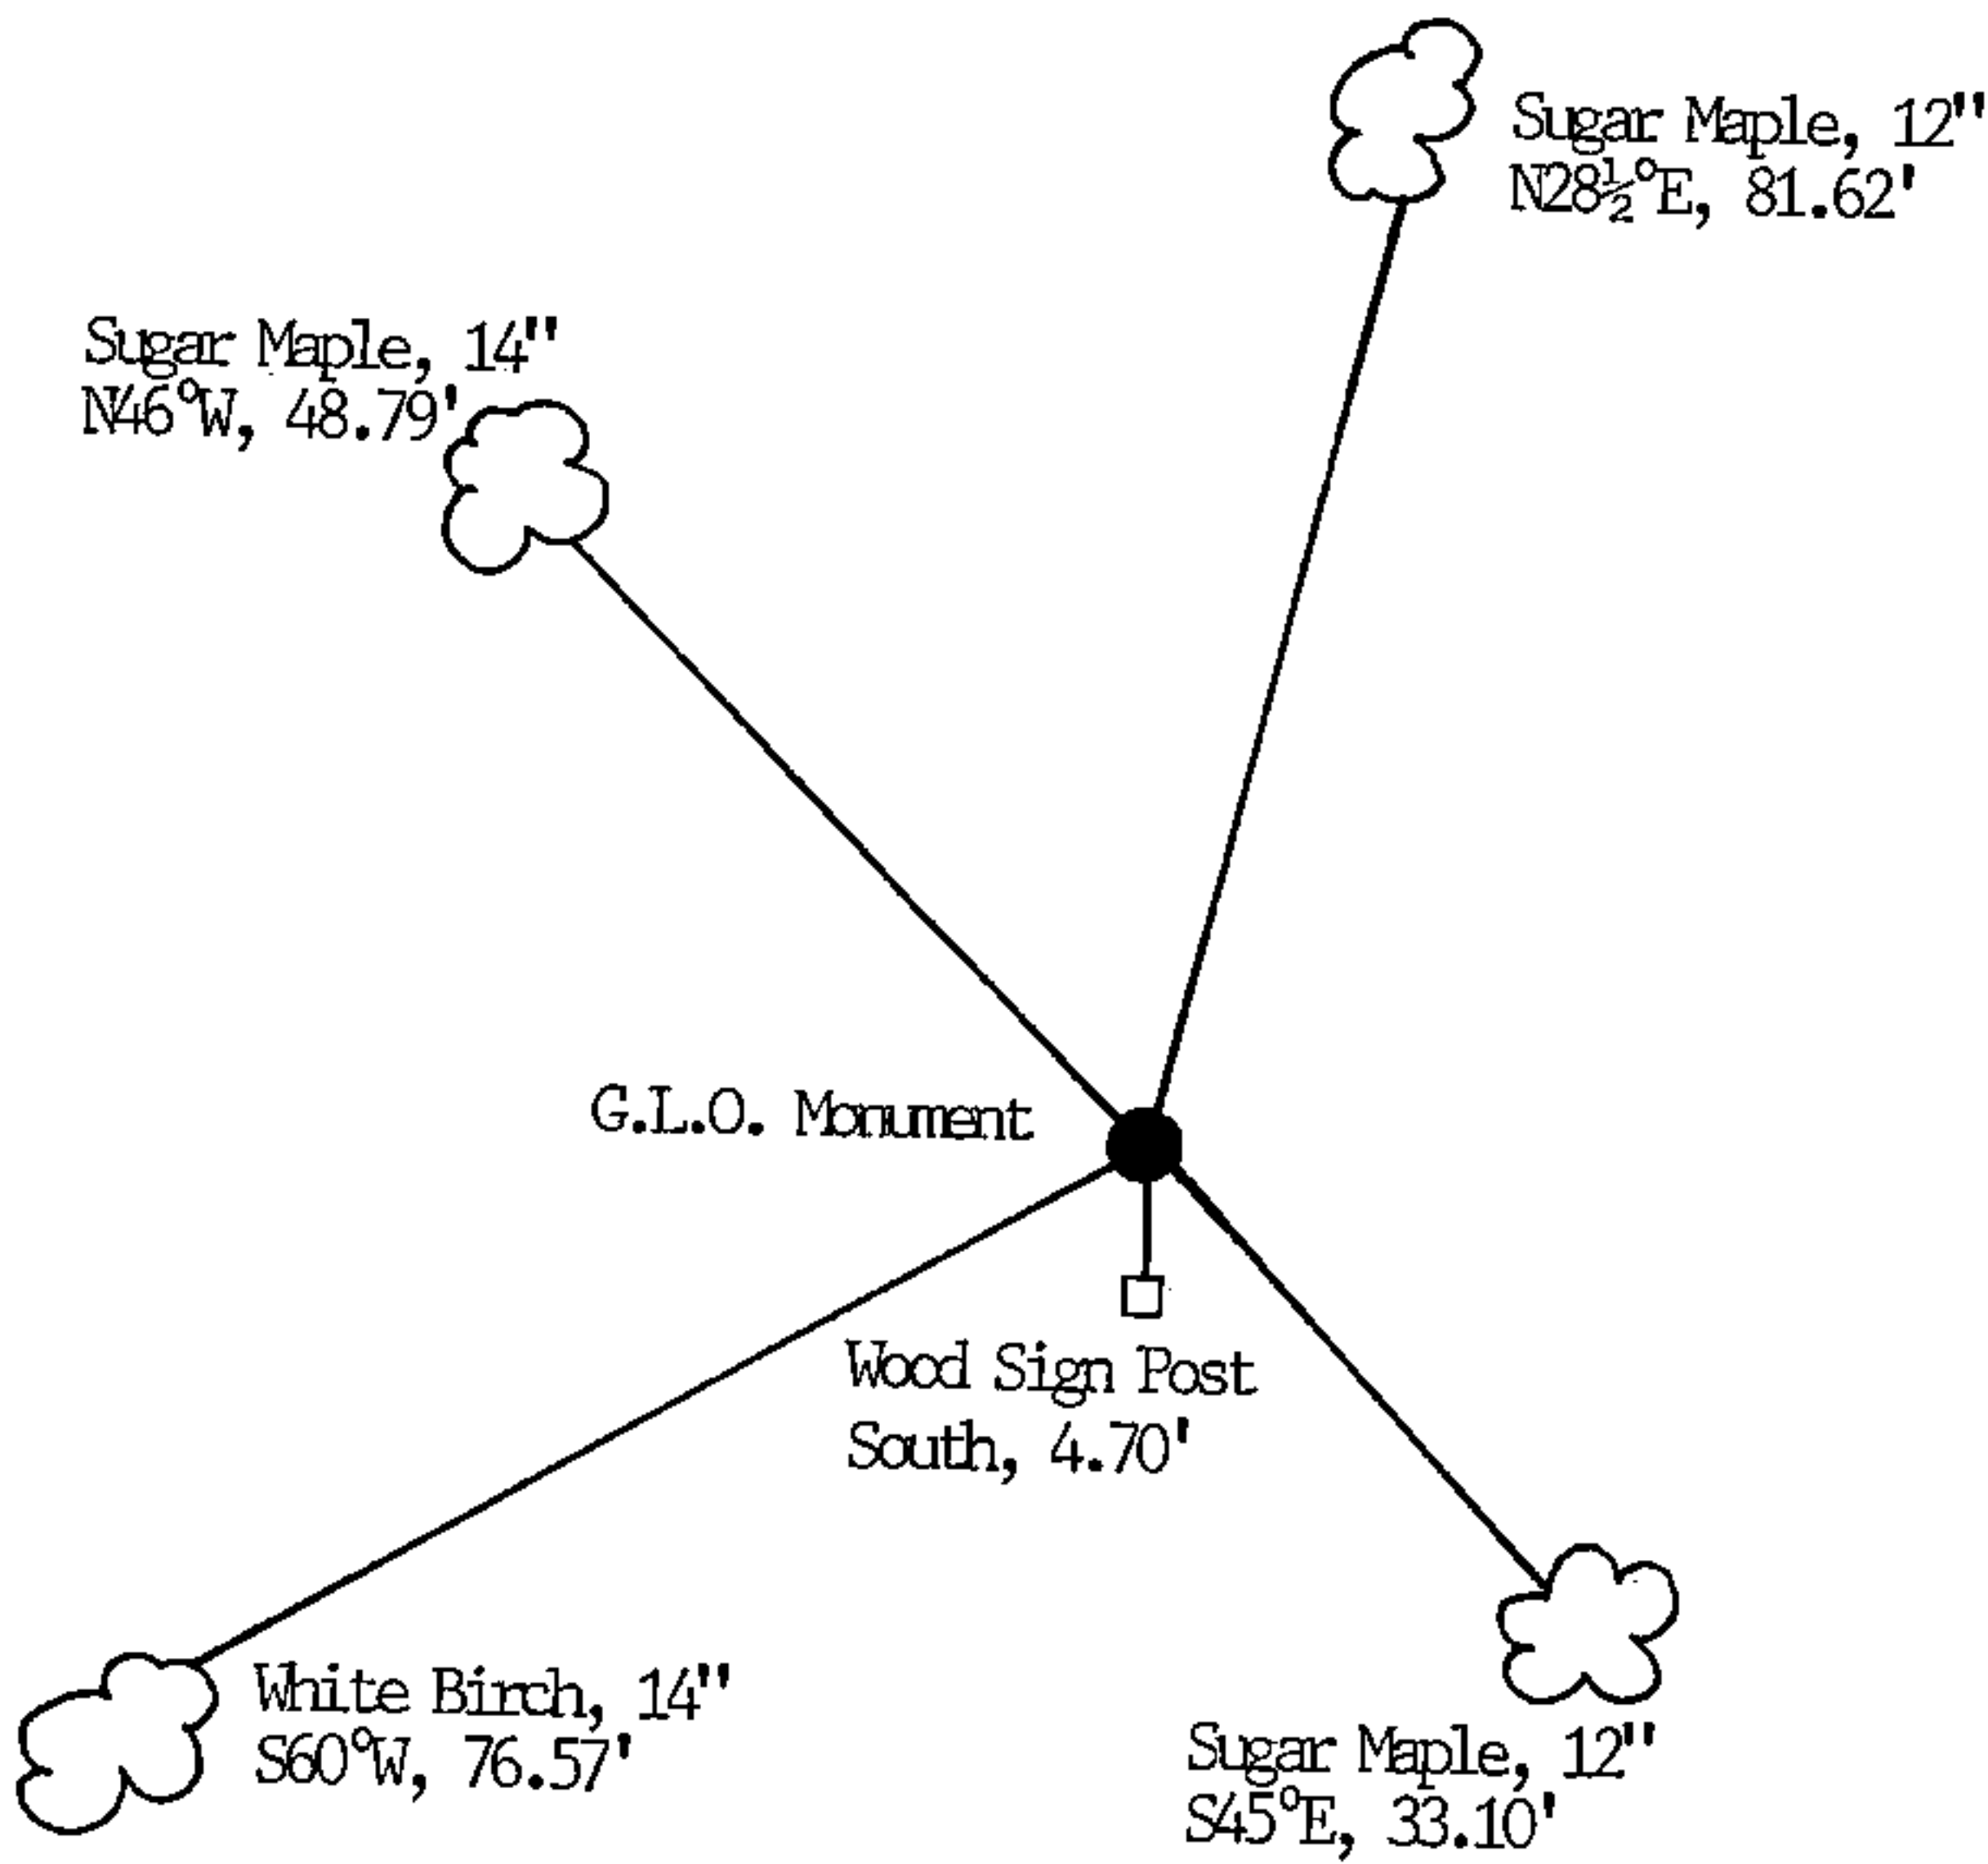 Sugar Maple, 12"
N28½°E, 81.62'
Sugar Maple, 14"
N46°W, 48.79'
G.L.O. Monument
Wood Sign Post
South, 4.70'
White Birch, 14"
S60°W, 76.57'
Sugar Maple, 12"
S45°E, 33.10'